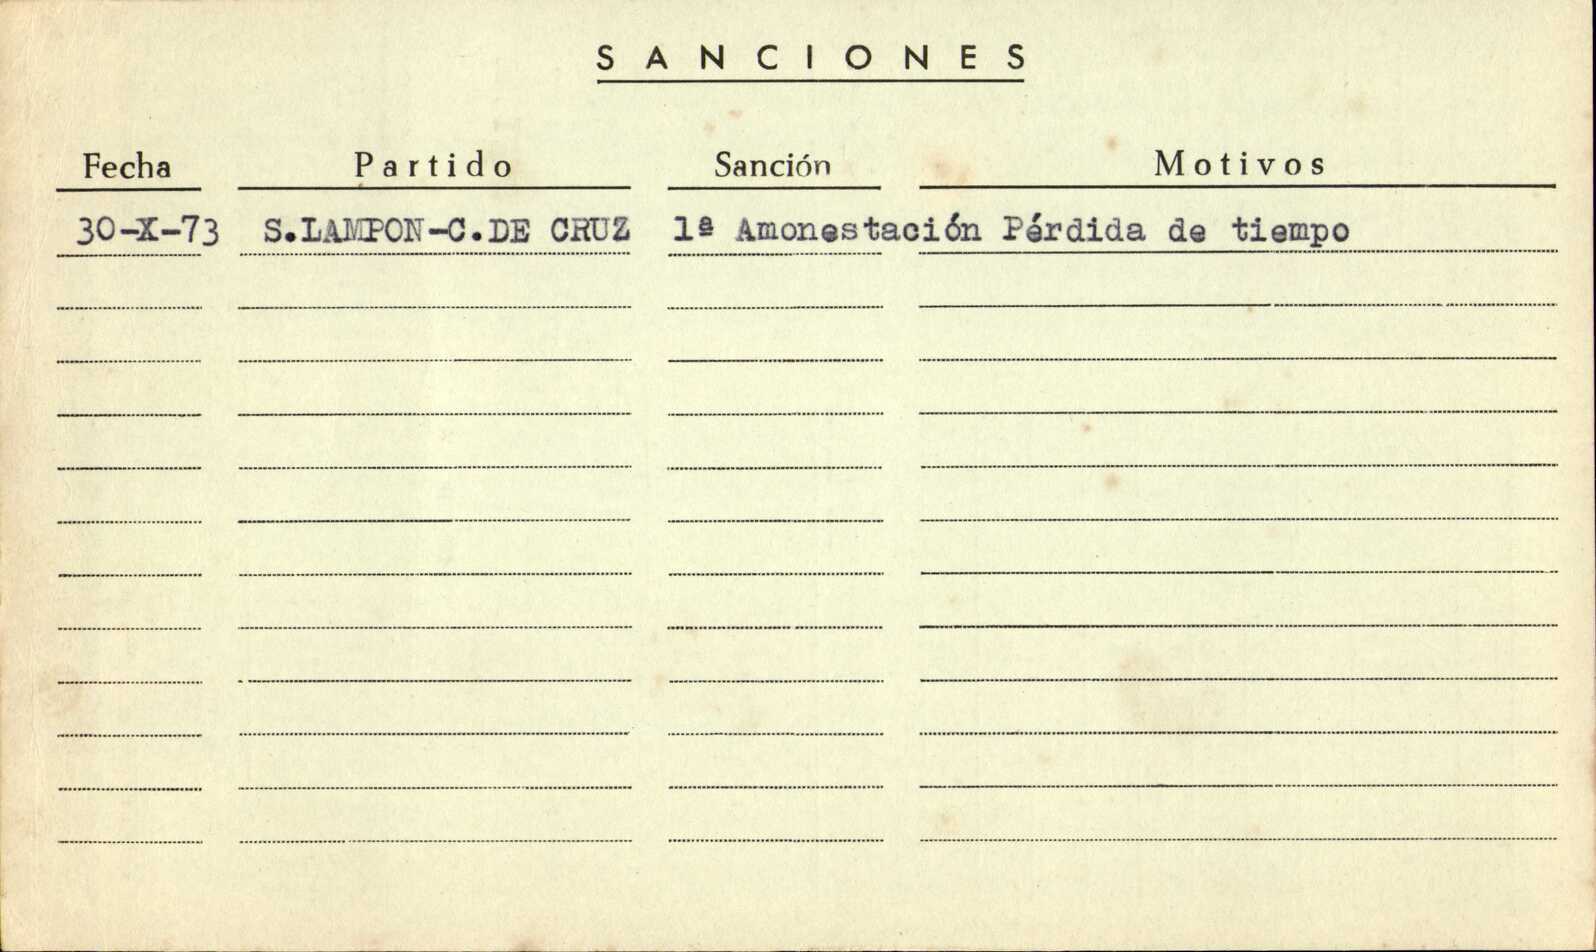 SANCIONES
Fecha Partido Sanción Motivos
30-X-73 S.LAMPON-C.DE CRUZ 1ª Amonestación Pérdida de tiempo